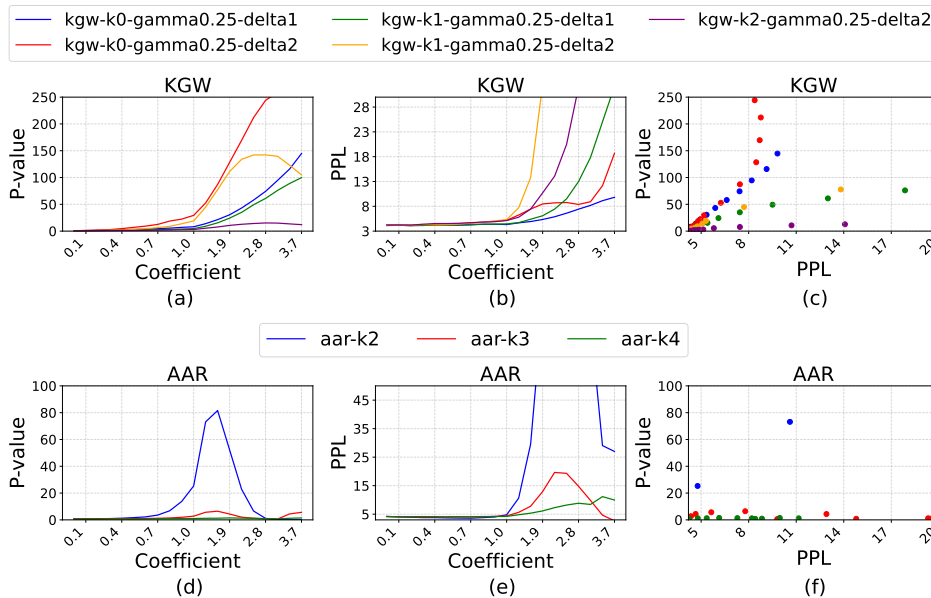 kgw-k0-gamma0.25-delta1 kgw-k1-gamma0.25-delta1 kgw-k2-gamma0.25-delta2
kgw-k0-gamma0.25-delta2 kgw-k1-gamma0.25-delta2
KGW KGW KGW
P-value PPL P-value
250 200 150 100 50 0
28 23 18 13 8 3
250 200 150 100 50 0
0.1 0.4 0.7 1.0 1.9 2.8 3.7
0.1 0.4 0.7 1.0 1.9 2.8 3.7
5 8 11 14 17 20
Coefficient Coefficient PPL
(a) (b) (c)
aar-k2 aar-k3 aar-k4
AAR AAR AAR
P-value PPL P-value
100 80 60 40 20 0
45 35 25 15 5
100 80 60 40 20 0
0.1 0.4 0.7 1.0 1.9 2.8 3.7
0.1 0.4 0.7 1.0 1.9 2.8 3.7
5 8 11 14 17 20
Coefficient Coefficient PPL
(d) (e) (f)